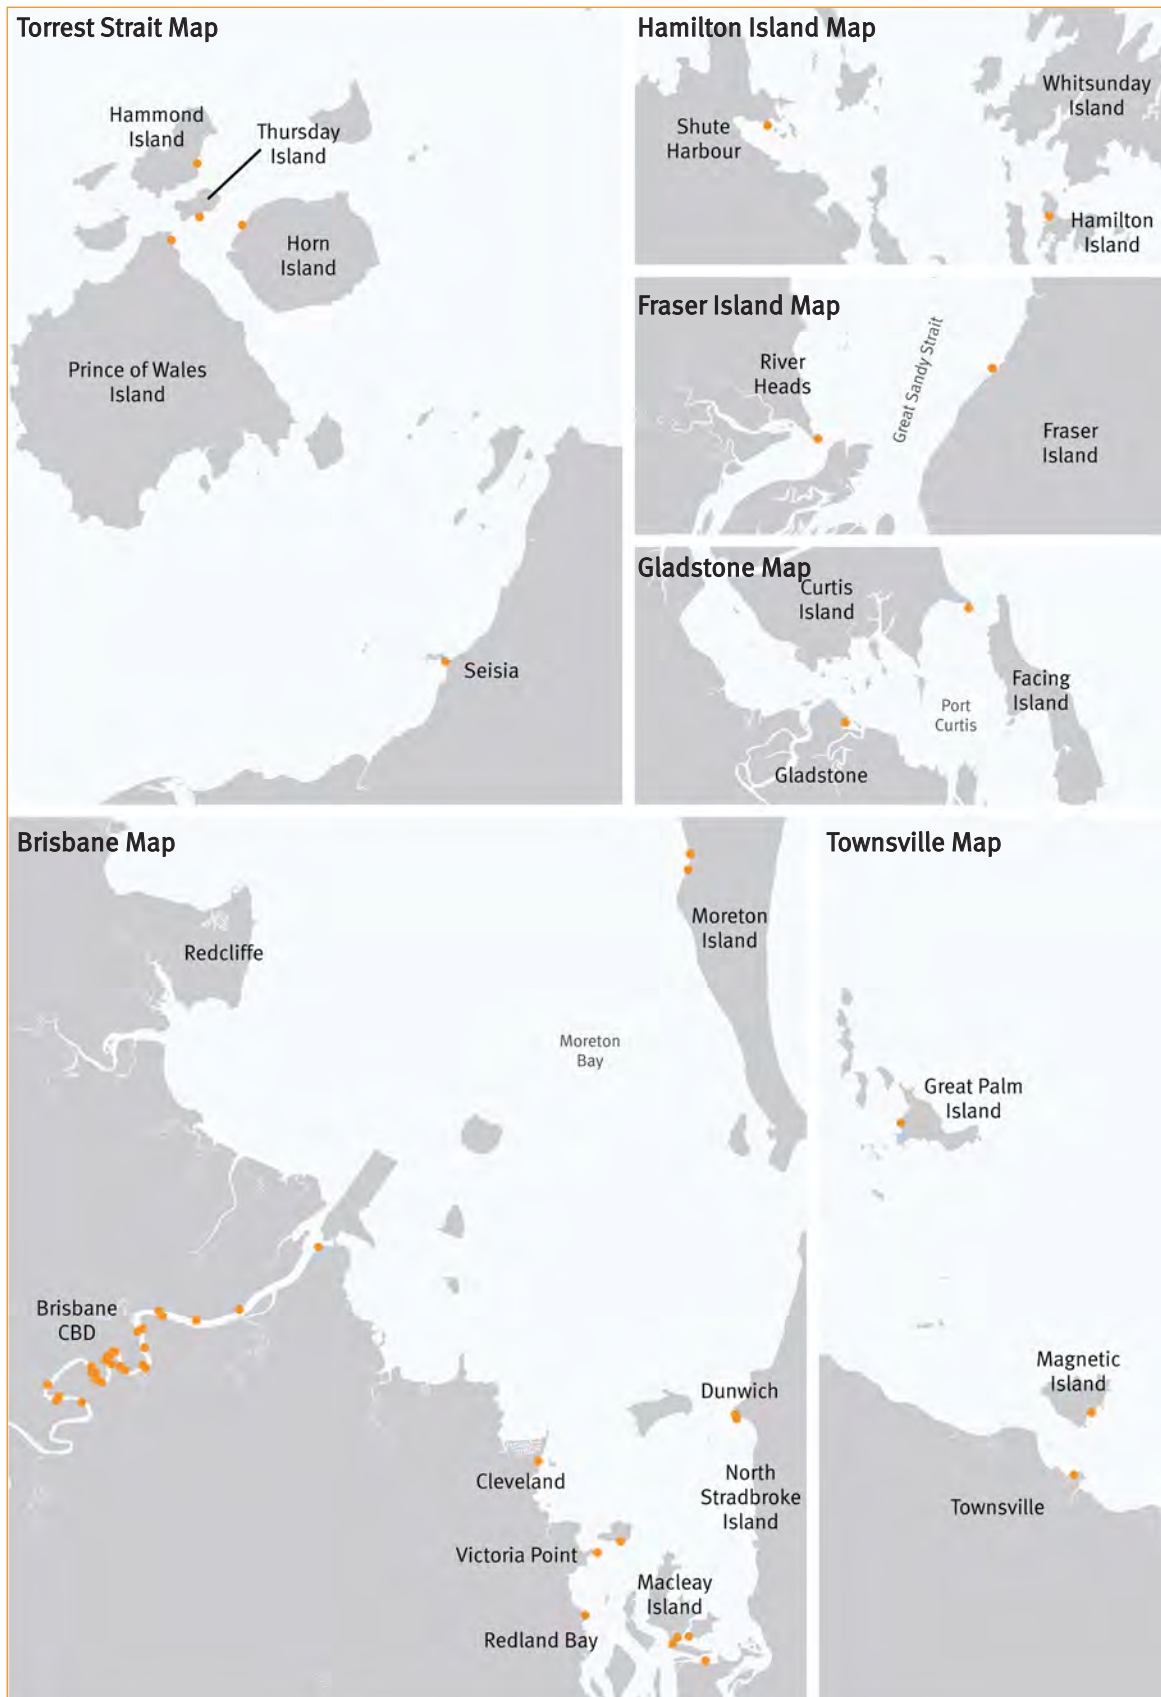 Torrest Strait Map
Hammond
Island
Thursday
Island
Horn
Island
Prince of Wales
Island
Seisia
Hamilton Island Map
Whitsunday
Island
Shute
Harbour
Hamilton
Island
Fraser Island Map
River
Heads
Great Sandy Strait
Fraser
Island
Gladstone Map
Curtis
Island
Facing
Island
Port
Curtis
Gladstone
Brisbane Map
Redcliffe
Moreton
Island
Moreton
Bay
Brisbane
CBD
Dunwich
Cleveland
North
Stradbroke
Island
Victoria Point
Macleay
Island
Redland Bay
Townsville Map
Great Palm
Island
Magnetic
Island
Townsville